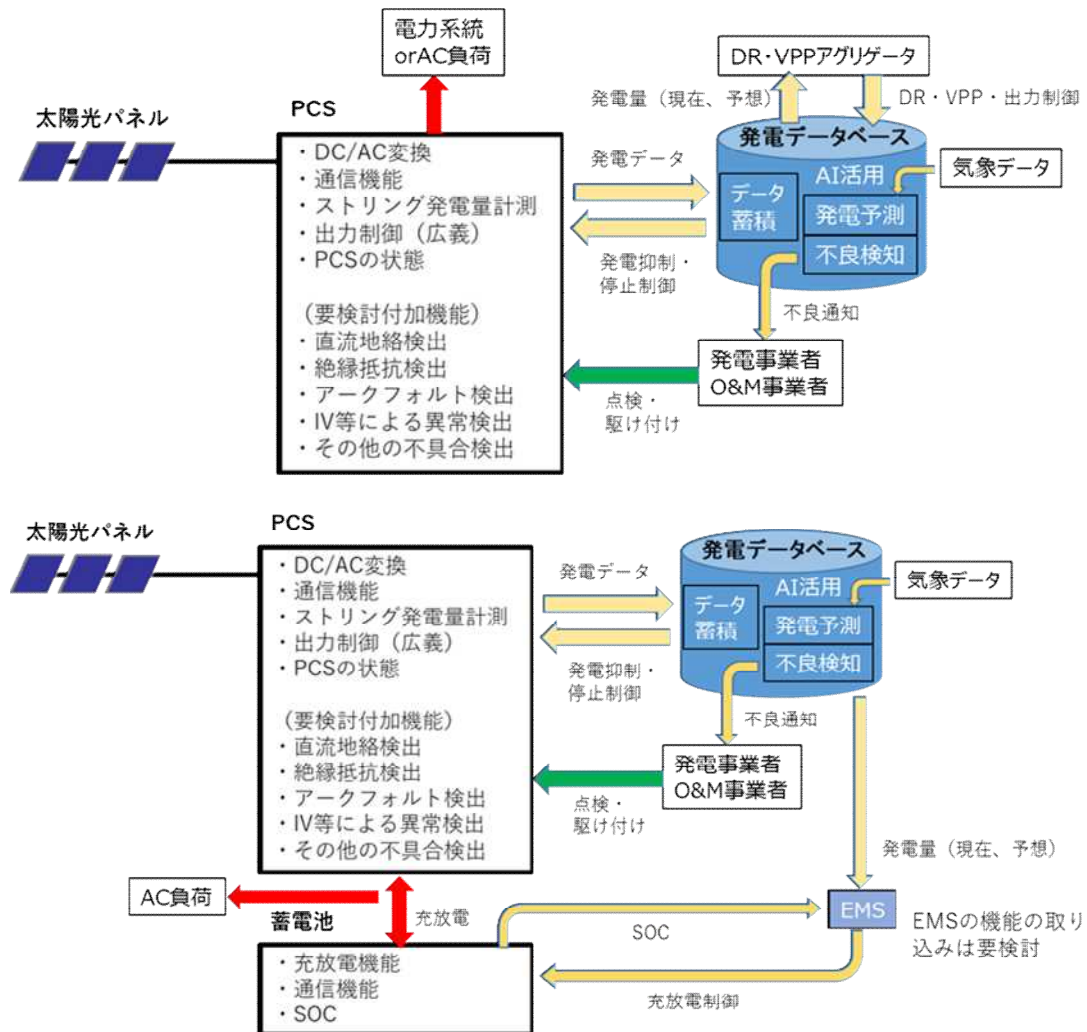 電力系統
orAC負荷
DR・VPPアグリゲータ
発電量（現在、予想）
DR・VPP・出力制御
太陽光パネル
PCS
・DC/AC変換
・通信機能
・ストリング発電量計測
・出力制御（広義）
・PCSの状態
（要検討付加機能）
・直流地絡検出
・絶縁抵抗検出
・アークフォルト検出
・IV等による異常検出
・その他の不具合検出
発電データ
発電抑制・
停止制御
発電データベース
AI活用
データ
蓄積
発電予測
不良検知
気象データ
不良通知
発電事業者
O&M事業者
点検・
駆け付け
太陽光パネル
PCS
・DC/AC変換
・通信機能
・ストリング発電量計測
・出力制御（広義）
・PCSの状態
（要検討付加機能）
・直流地絡検出
・絶縁抵抗検出
・アークフォルト検出
・IV等による異常検出
・その他の不具合検出
発電データ
発電抑制・
停止制御
発電データベース
AI活用
データ
蓄積
発電予測
不良検知
気象データ
不良通知
発電事業者
O&M事業者
点検・
駆け付け
発電量（現在、予想）
AC負荷
蓄電池
充放電
SOC
EMS
EMSの機能の取り
込みは要検討
充放電制御
・充放電機能
・通信機能
・SOC